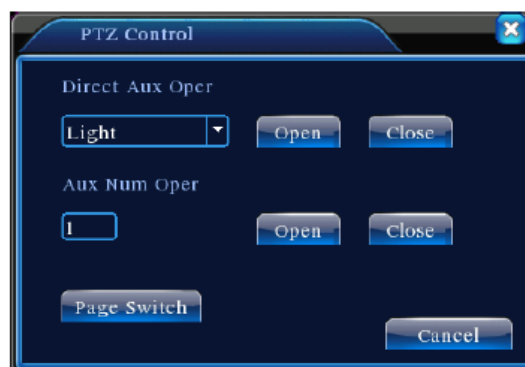 PTZ Control
Direct Aux Oper
Light Open Close
Aux Num Oper
1 Open Close
Page Switch
Cancel